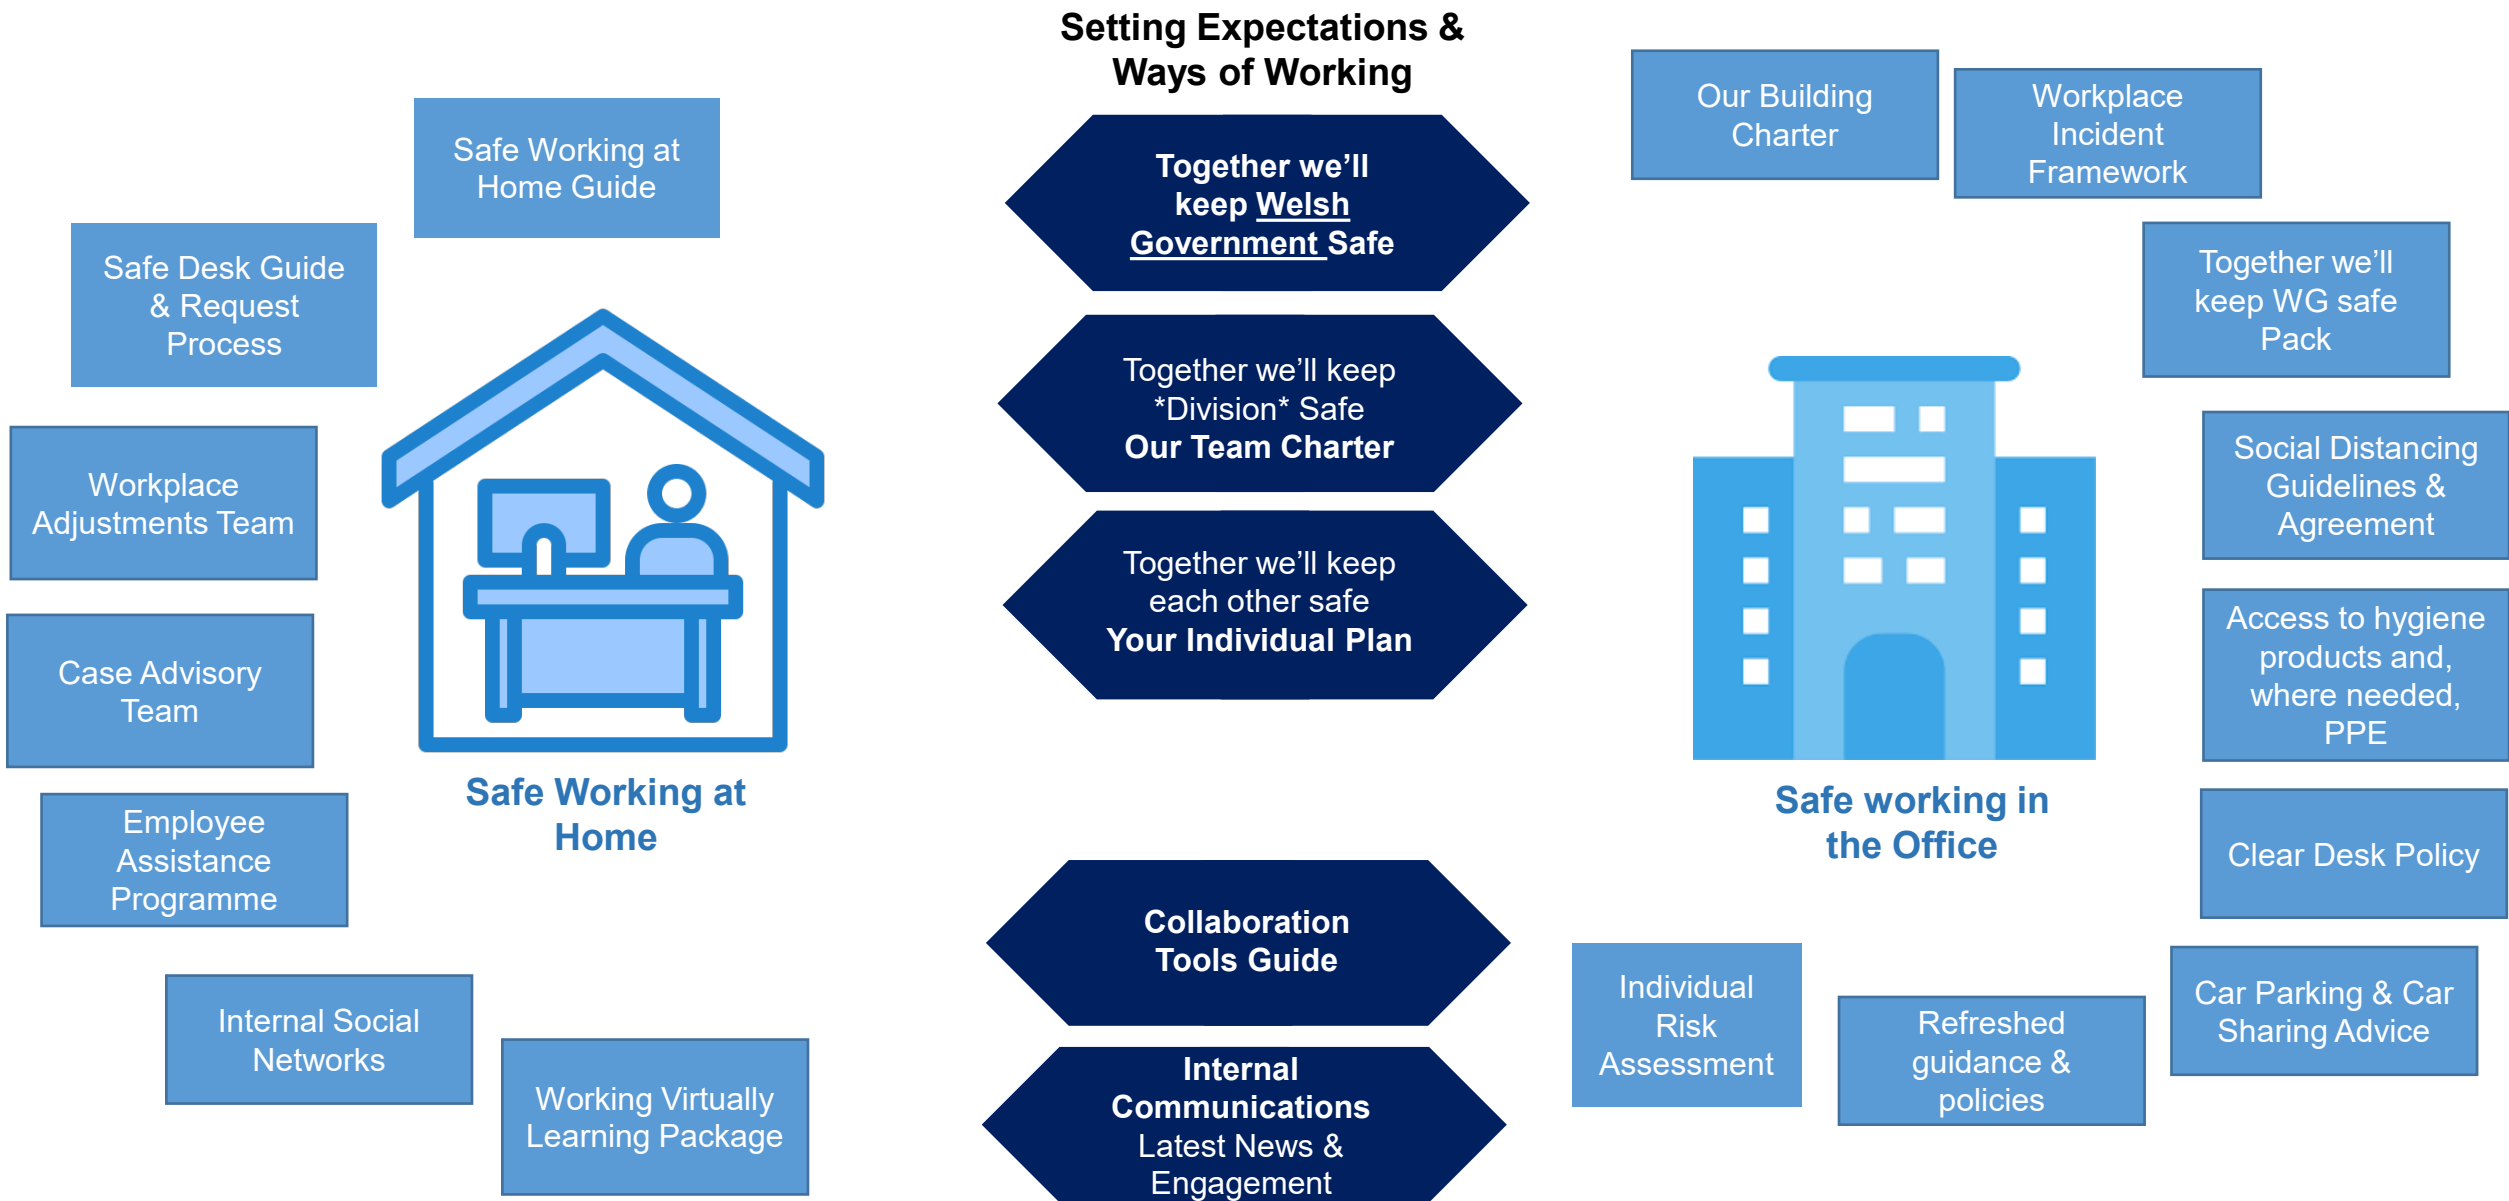 Setting Expectations &
Ways of Working
Safe Working at
Home Guide
Safe Desk Guide
& Request
Process
Workplace
Adjustments Team
Case Advisory
Team
Employee
Assistance
Programme
Internal Social
Networks
Working Virtually
Learning Package
Safe Working at
Home
Together we’ll
keep Welsh
Government Safe
Together we’ll keep
*Division* Safe
Our Team Charter
Together we’ll keep
each other safe
Your Individual Plan
Collaboration
Tools Guide
Internal
Communications
Latest News &
Engagement
Our Building
Charter
Workplace
Incident
Framework
Together we’ll
keep WG safe
Pack
Social Distancing
Guidelines &
Agreement
Access to hygiene
products and,
where needed,
PPE
Clear Desk Policy
Car Parking & Car
Sharing Advice
Refreshed
guidance &
policies
Individual
Risk
Assessment
Safe working in
the Office